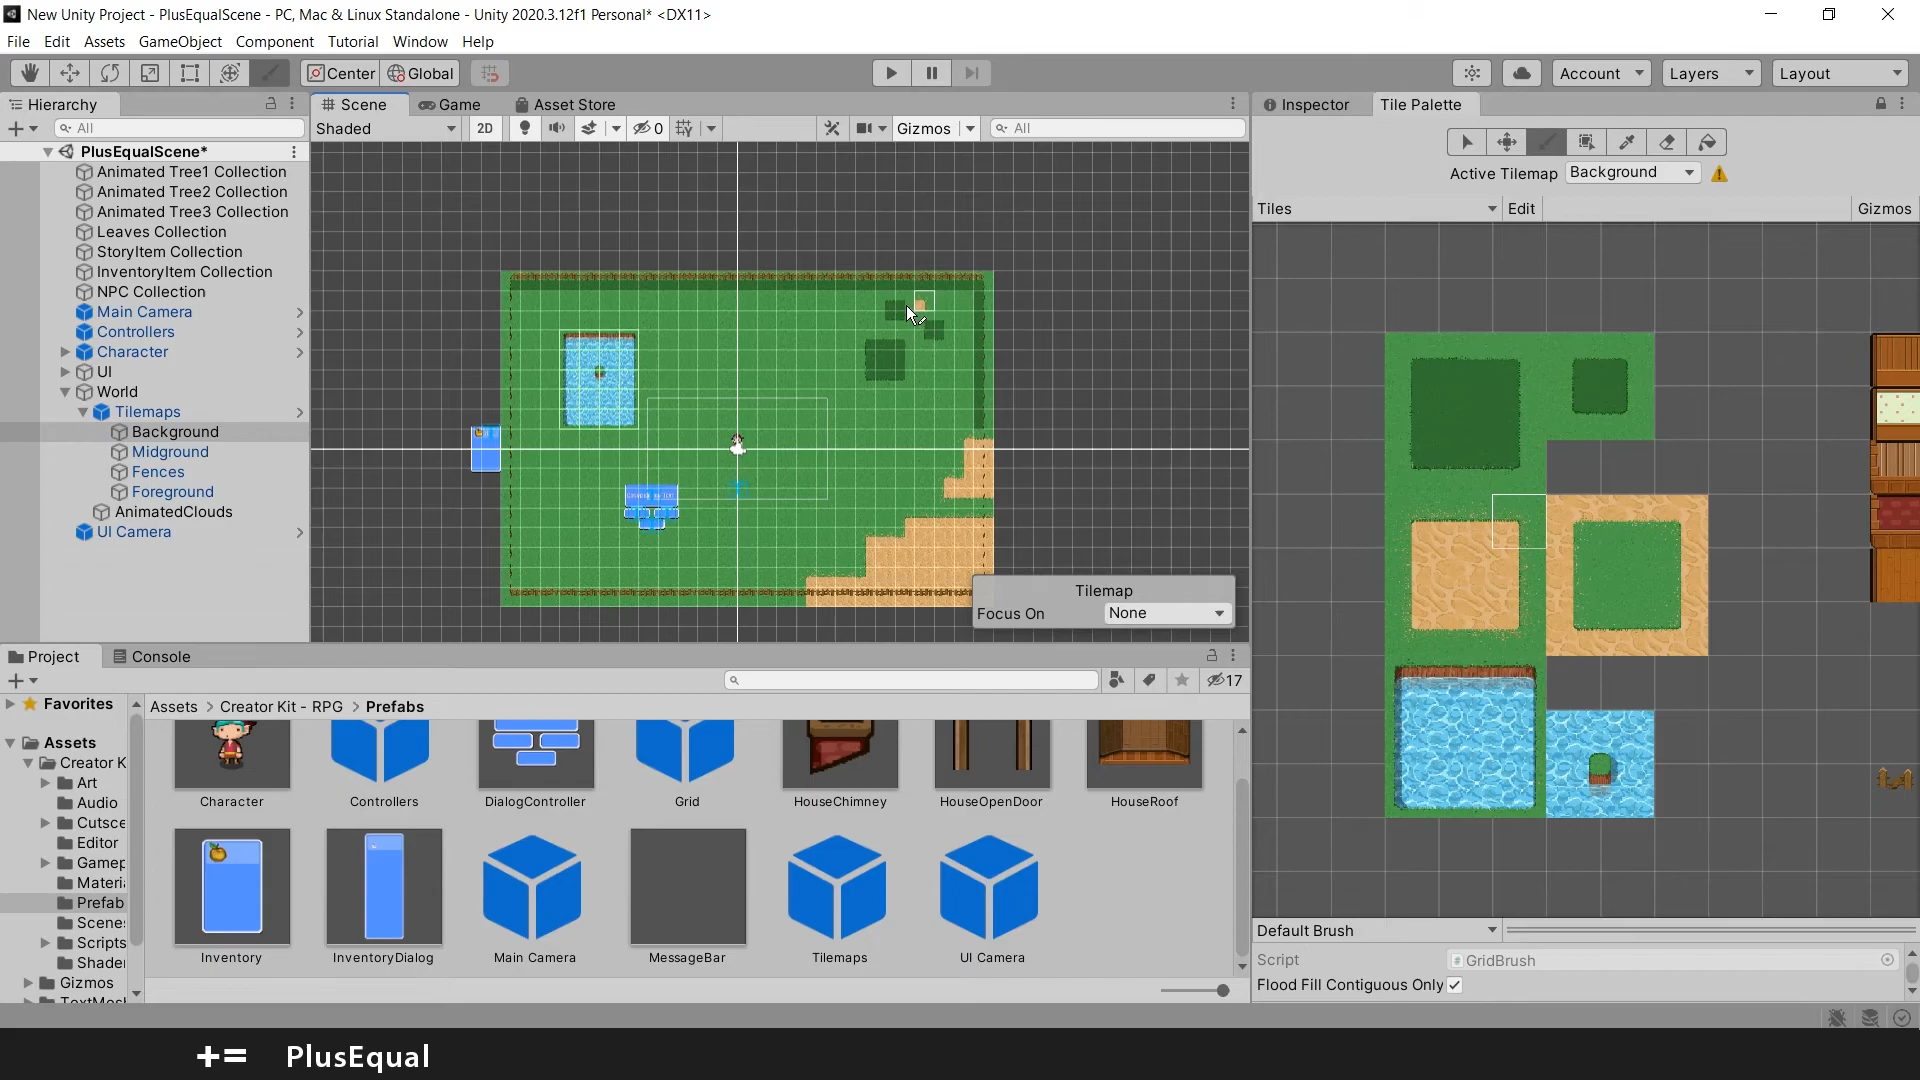 New Unity Project - PlusEqualScene - PC, Mac & Linux Standalone - Unity 2020.3.12f1 Personal* <DX11>
File Edit Assets GameObject Component Tutorial Window Help
Center Global Account Layers Layout
Hierarchy
All
PlusEqualScene*
Animated Tree1 Collection
Animated Tree2 Collection
Animated Tree3 Collection
Leaves Collection
StoryItem Collection
InventoryItem Collection
NPC Collection
Main Camera
Controllers
Character
UI
World
Tilemaps
Background
Midground
Fences
Foreground
AnimatedClouds
UI Camera
Scene Game Asset Store
Shaded 2D 0 Gizmos All
Tilemap
Focus On None
Inspector Tile Palette
Active Tilemap Background
Tiles Edit Gizmos
Default Brush
Script GridBrush
Flood Fill Contiguous Only
Project Console
17
Favorites
Assets
Creator K
Art
Audio
Cutsce
Editor
Gamep
Materi
Prefab
Scene
Scripts
Shade
Gizmos
Assets > Creator Kit - RPG > Prefabs
Character Controllers DialogController Grid HouseChimney HouseOpenDoor HouseRoof
Inventory InventoryDialog Main Camera MessageBar Tilemaps UI Camera
+= PlusEqual